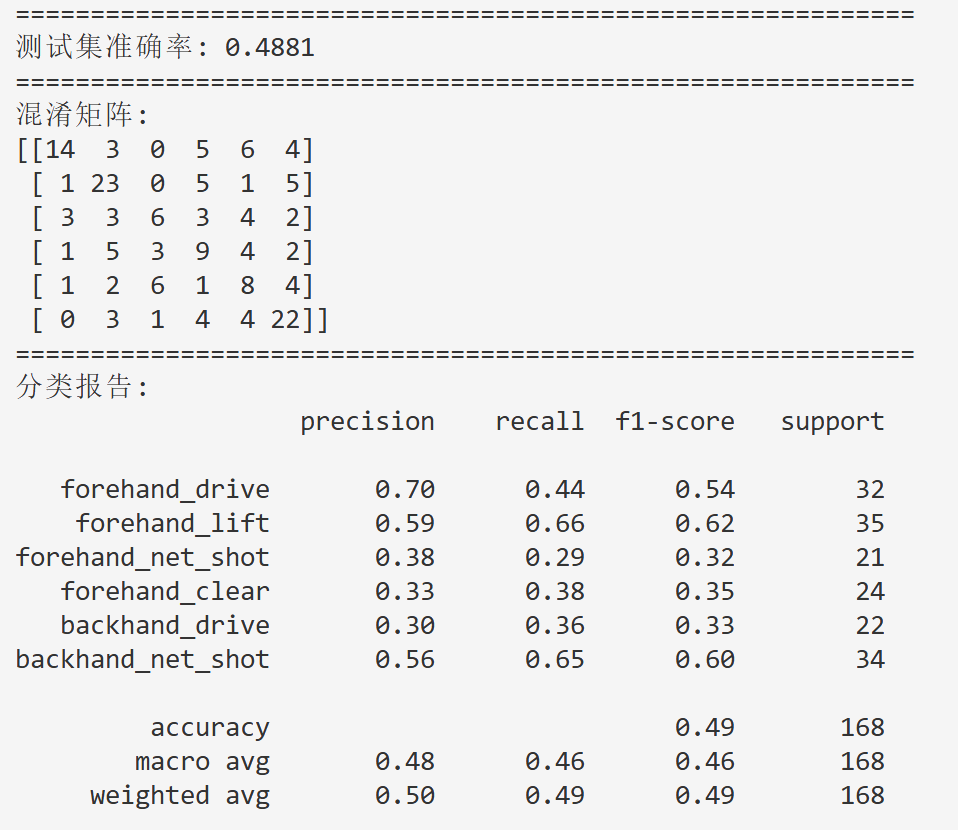 ============================================================
测试集准确率: 0.4881
============================================================
混淆矩阵:
[[14  3  0  5  6  4]
 [ 1 23  0  5  1  5]
 [ 3  3  6  3  4  2]
 [ 1  5  3  9  4  2]
 [ 1  2  6  1  8  4]
 [ 0  3  1  4  4 22]]
============================================================
分类报告:
                   precision    recall  f1-score   support

   forehand_drive       0.70      0.44      0.54        32
    forehand_lift       0.59      0.66      0.62        35
forehand_net_shot       0.38      0.29      0.32        21
   forehand_clear       0.33      0.38      0.35        24
   backhand_drive       0.30      0.36      0.33        22
backhand_net_shot       0.56      0.65      0.60        34

         accuracy                           0.49       168
        macro avg       0.48      0.46      0.46       168
     weighted avg       0.50      0.49      0.49       168